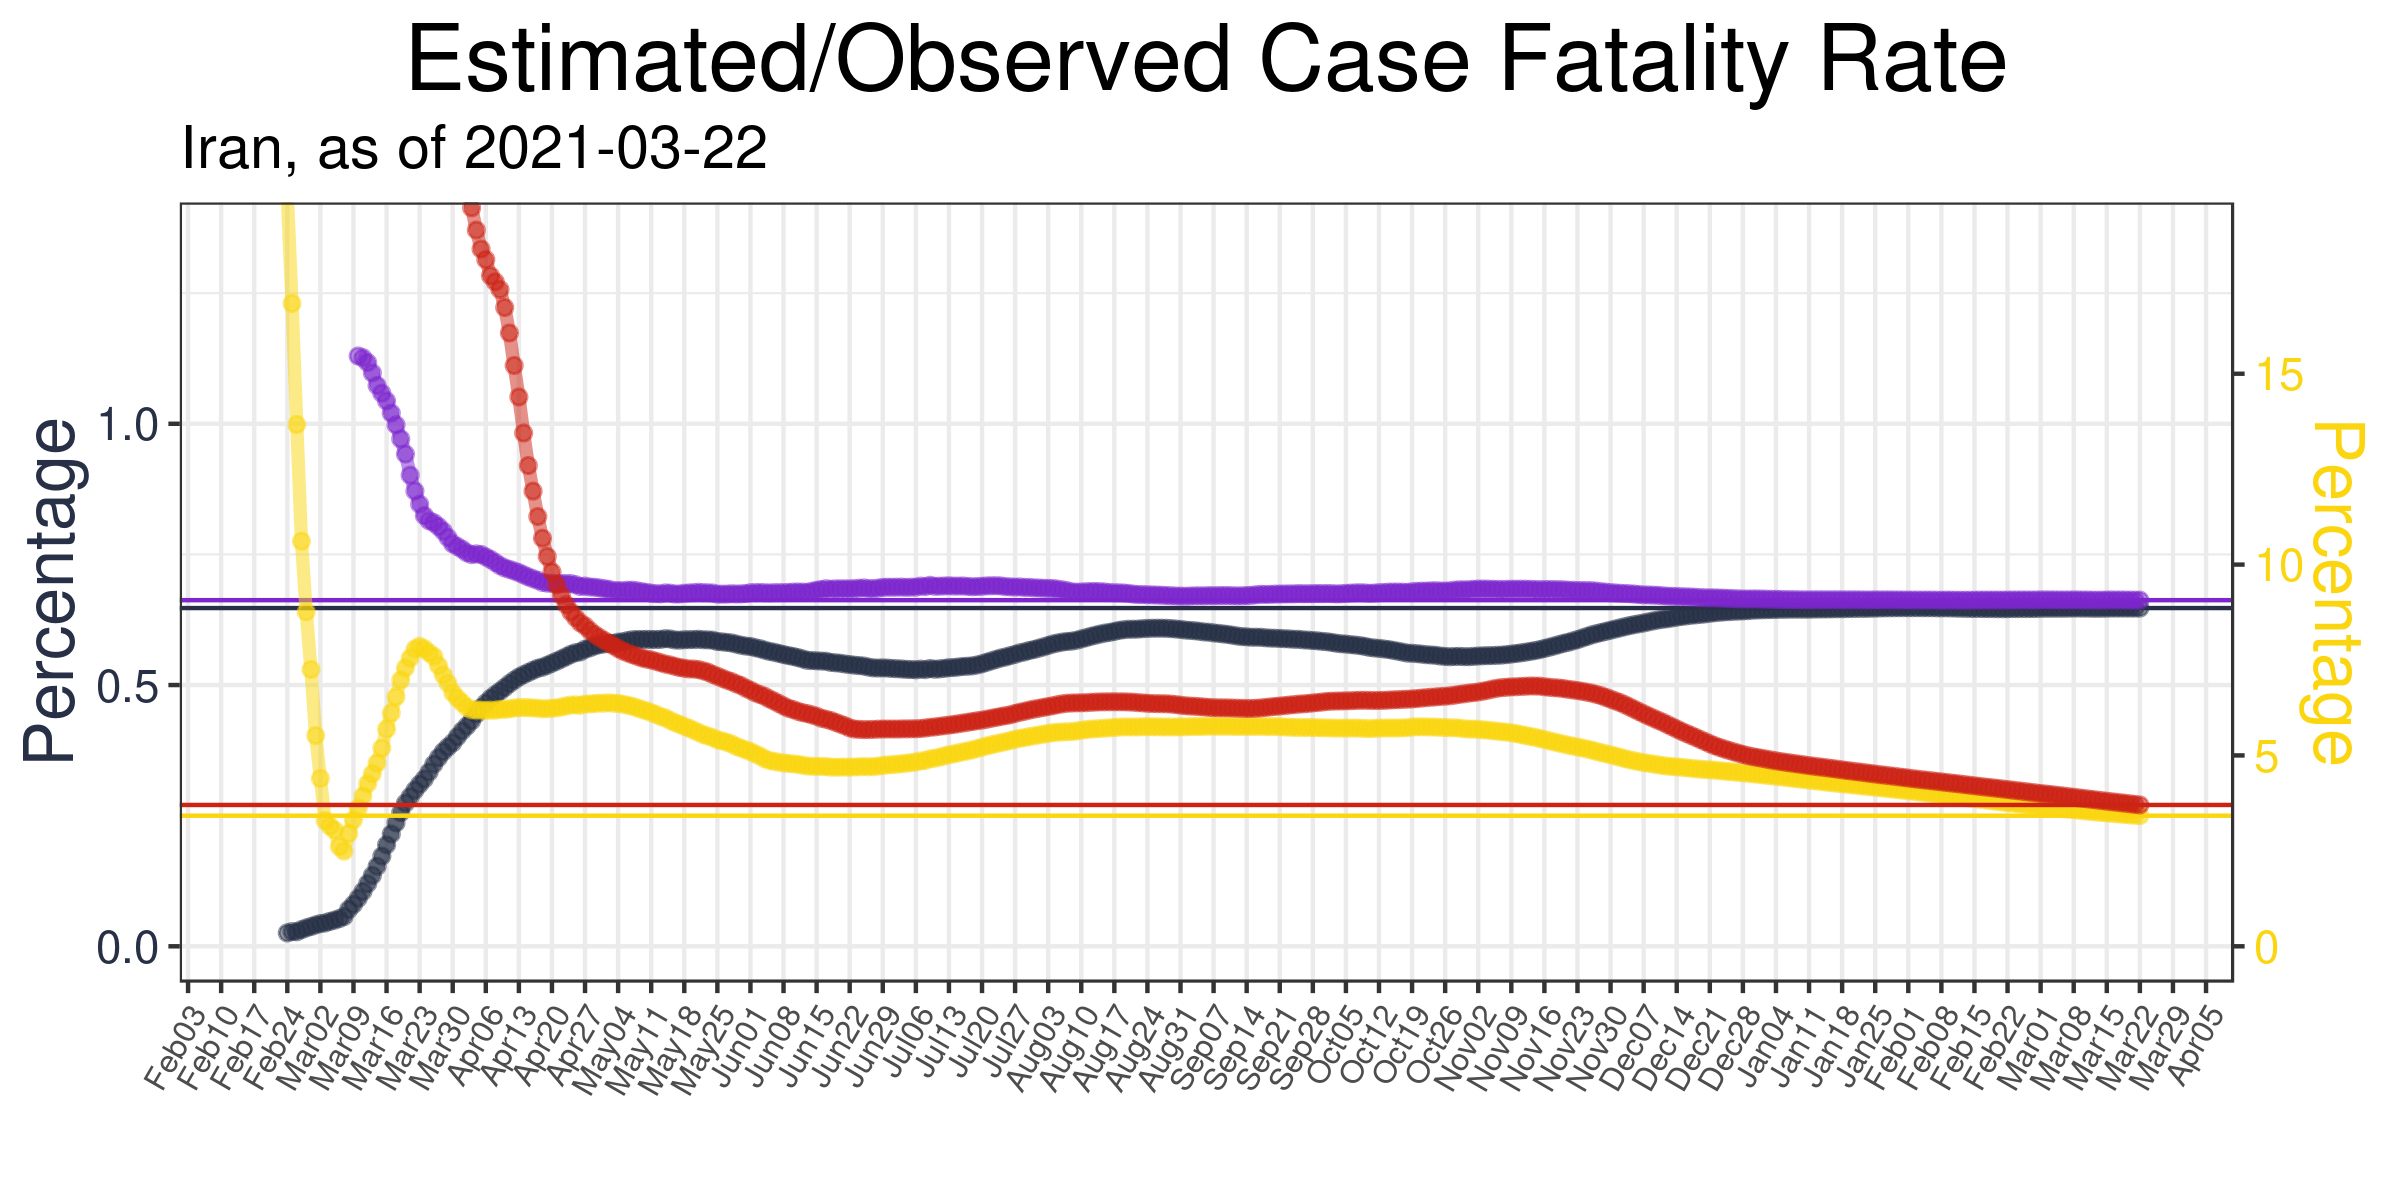 Estimated/Observed Case Fatality Rate
Iran, as of 2021-03-22
Percentage
1.0
0.5
0.0
15
10
5
0
Percentage
Feb03 Feb10 Feb17 Feb24 Mar02 Mar09 Mar16 Mar23 Mar30 Apr06 Apr13 Apr20 Apr27 May04 May11 May18 May25 Jun01 Jun08 Jun15 Jun22 Jun29 Jul06 Jul13 Jul20 Jul27 Aug03 Aug10 Aug17 Aug24 Aug31 Sep07 Sep14 Sep21 Sep28 Oct05 Oct12 Oct19 Oct26 Nov02 Nov09 Nov16 Nov23 Nov30 Dec07 Dec14 Dec21 Dec28 Jan04 Jan11 Jan18 Jan25 Feb01 Feb08 Feb15 Feb22 Mar01 Mar08 Mar15 Mar22 Mar29 Apr05